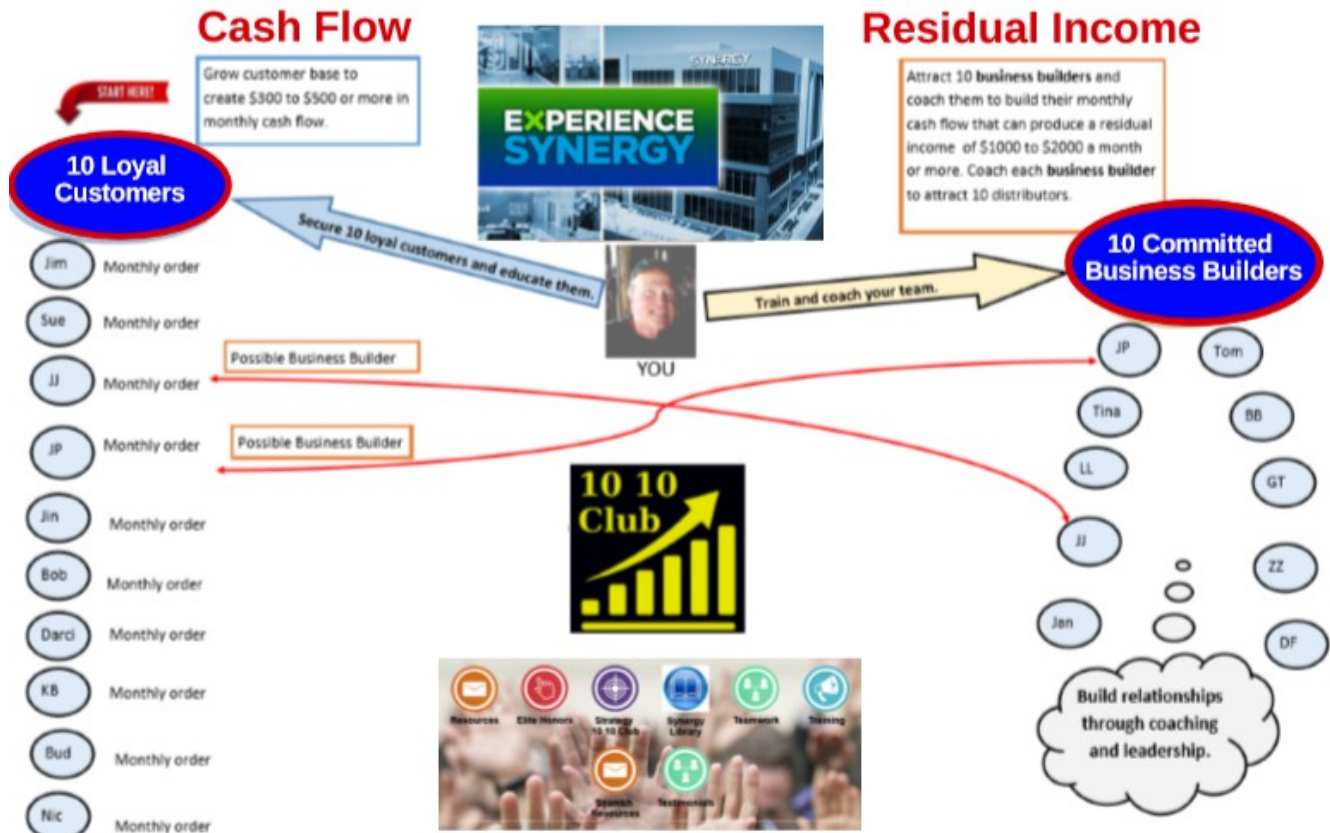 Cash Flow
Residual Income
START HERE!
Grow customer base to
create $300 to $500 or more in
monthly cash flow.
SYNERGY
EXPERIENCE
SYNERGY
Attract 10 business builders and
coach them to build their monthly
cash flow that can produce a residual
income of $1000 to $2000 a month
or more. Coach each business builder
to attract 10 distributors.
10 Loyal
Customers
Secure 10 loyal customers and educate them.
Train and coach your team.
10 Committed
Business Builders
YOU
Jim Monthly order
Sue Monthly order
JJ Monthly order
Possible Business Builder
JP Monthly order
Possible Business Builder
Jin Monthly order
Bob Monthly order
Darci Monthly order
KB Monthly order
Bud Monthly order
Nic Monthly order
10 10
Club
JP
Tom
Tina
BB
LL
GT
JJ
ZZ
Jan
DF
Build relationships
through coaching
and leadership.
Resources
Elite Honors
Strategy
10 10 Club
Synergy
Library
Teamwork
Training
Spanish
Resources
Testimonials